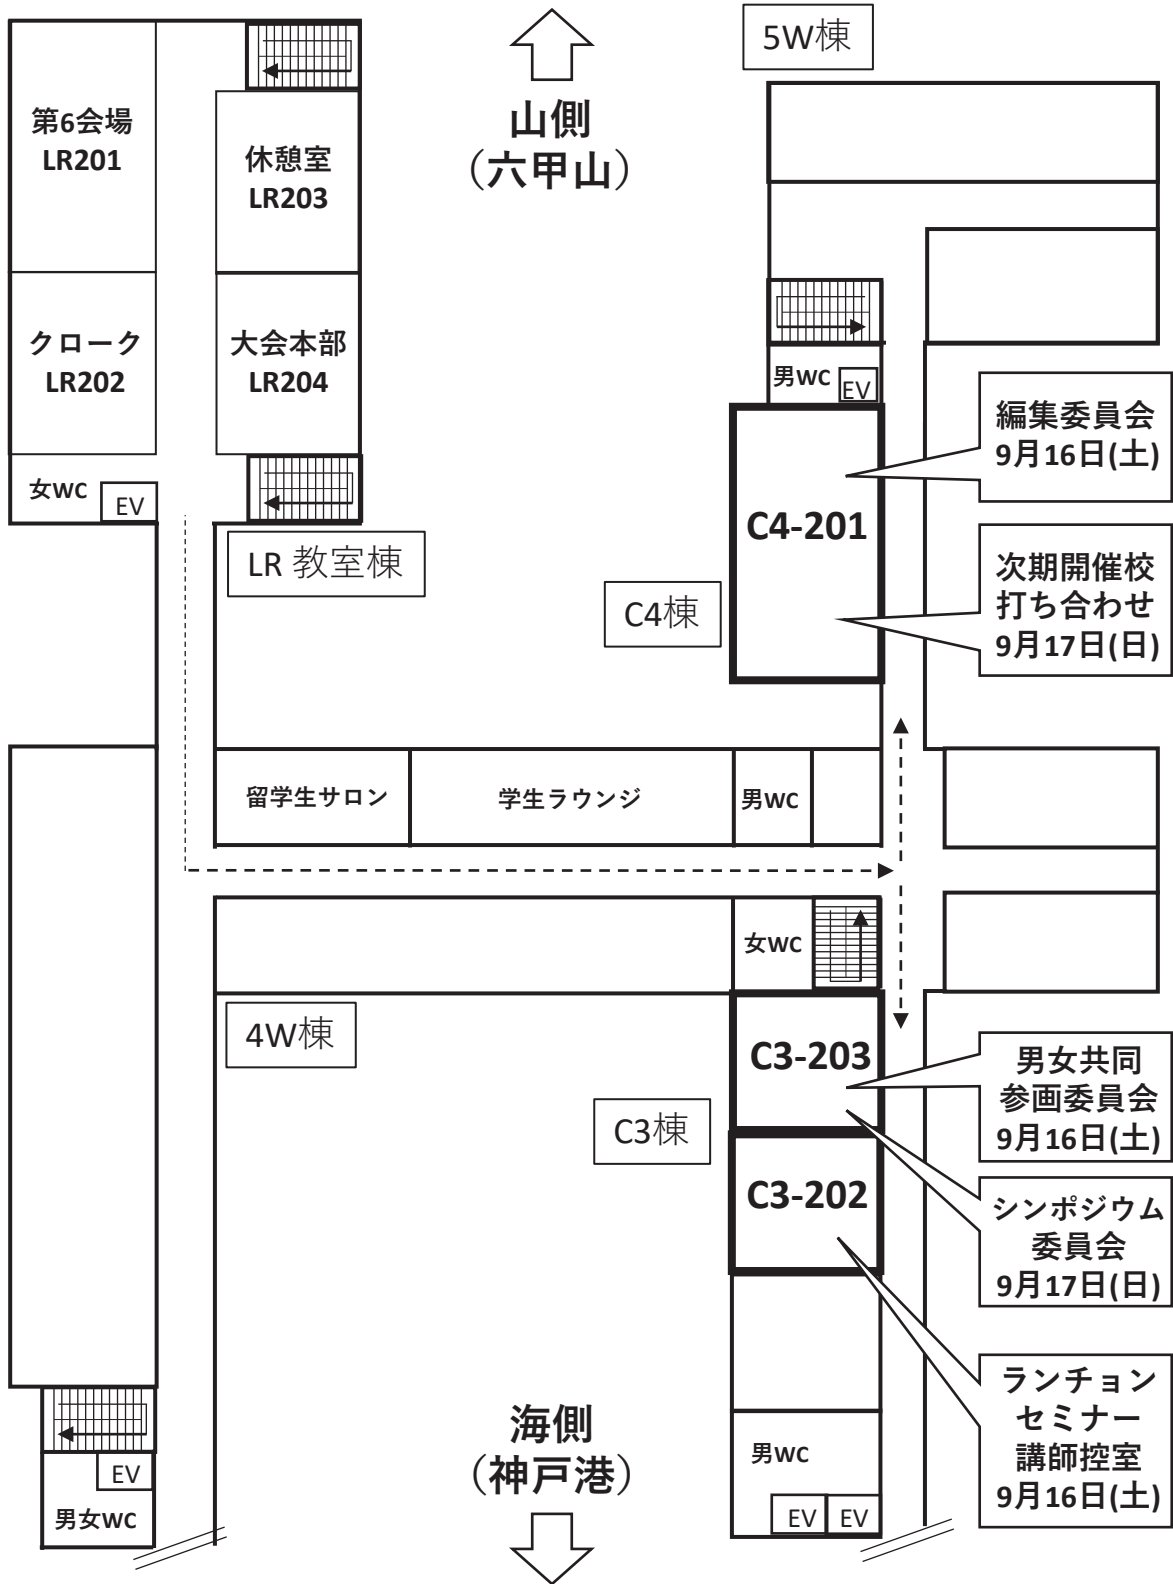 5W棟
山側
（六甲山）
第6会場
LR201
休憩室
LR203
クローク
LR202
大会本部
LR204
男WC
EV
編集委員会
9月16日(土)
女WC
EV
C4-201
LR 教室棟
C4棟
次期開催校
打ち合わせ
9月17日(日)
留学生サロン
学生ラウンジ
男WC
女WC
4W棟
C3-203
男女共同
参画委員会
9月16日(土)
C3棟
C3-202
シンポジウム
委員会
9月17日(日)
ランチョン
セミナー
講師控室
9月16日(土)
海側
（神戸港）
男WC
EV
EV
EV
男女WC